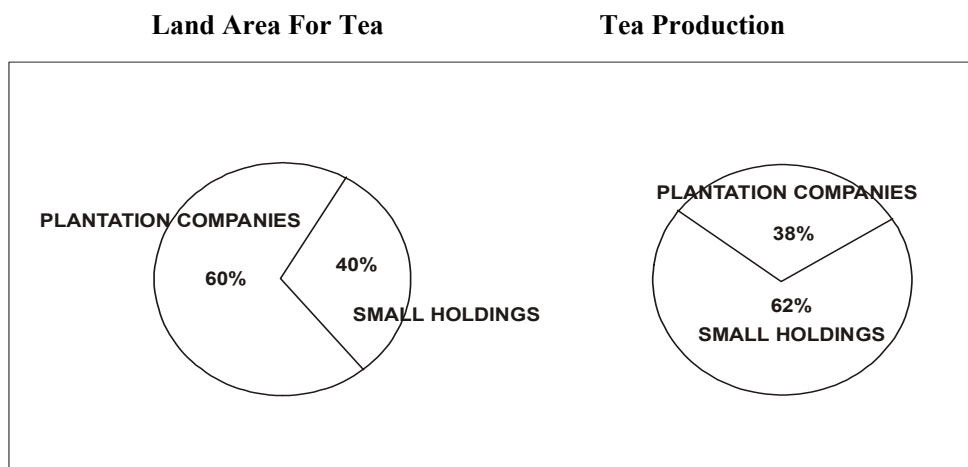 Land Area For Tea
Tea Production
PLANTATION COMPANIES
60%
40%
SMALL HOLDINGS
PLANTATION COMPANIES
38%
62%
SMALL HOLDINGS